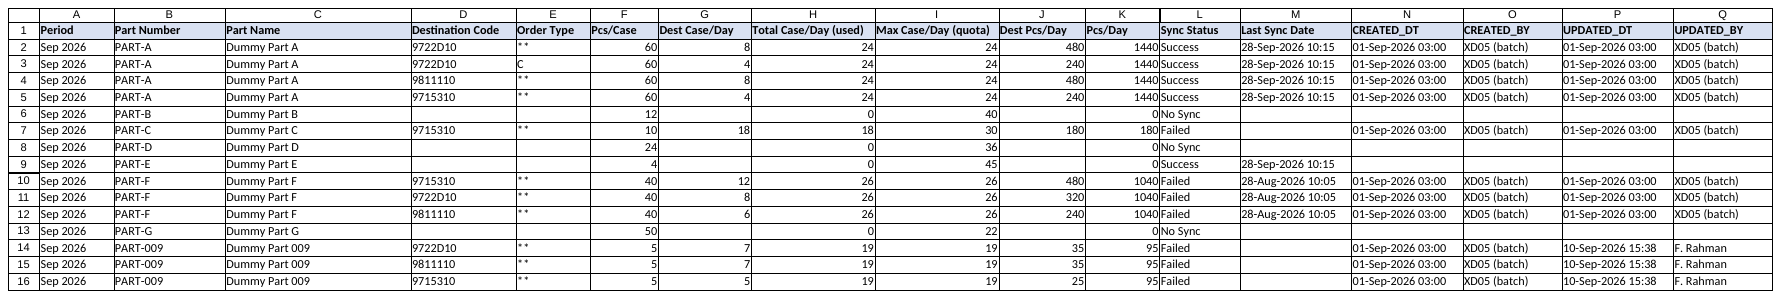 A B C D E F G H I J K L M N O P Q
1 Period Part Number Part Name Destination Code Order Type Pcs/Case Dest Case/Day Total Case/Day (used) Max Case/Day (quota) Dest Pcs/Day Pcs/Day Sync Status Last Sync Date CREATED_DT CREATED_BY UPDATED_DT UPDATED_BY
2 Sep 2026 PART-A Dummy Part A 9722D10 ** 60 8 24 24 480 1440 Success 28-Sep-2026 10:15 01-Sep-2026 03:00 XD05 (batch) 01-Sep-2026 03:00 XD05 (batch)
3 Sep 2026 PART-A Dummy Part A 9722D10 C 60 4 24 24 240 1440 Success 28-Sep-2026 10:15 01-Sep-2026 03:00 XD05 (batch) 01-Sep-2026 03:00 XD05 (batch)
4 Sep 2026 PART-A Dummy Part A 9811110 ** 60 8 24 24 480 1440 Success 28-Sep-2026 10:15 01-Sep-2026 03:00 XD05 (batch) 01-Sep-2026 03:00 XD05 (batch)
5 Sep 2026 PART-A Dummy Part A 9715310 ** 60 4 24 24 240 1440 Success 28-Sep-2026 10:15 01-Sep-2026 03:00 XD05 (batch) 01-Sep-2026 03:00 XD05 (batch)
6 Sep 2026 PART-B Dummy Part B 12 0 40 0 No Sync
7 Sep 2026 PART-C Dummy Part C 9715310 ** 10 18 18 30 180 180 Failed 01-Sep-2026 03:00 XD05 (batch) 01-Sep-2026 03:00 XD05 (batch)
8 Sep 2026 PART-D Dummy Part D 24 0 36 0 No Sync
9 Sep 2026 PART-E Dummy Part E 4 0 45 0 Success 28-Sep-2026 10:15
10 Sep 2026 PART-F Dummy Part F 9715310 ** 40 12 26 26 480 1040 Failed 28-Aug-2026 10:05 01-Sep-2026 03:00 XD05 (batch) 01-Sep-2026 03:00 XD05 (batch)
11 Sep 2026 PART-F Dummy Part F 9722D10 ** 40 8 26 26 320 1040 Failed 28-Aug-2026 10:05 01-Sep-2026 03:00 XD05 (batch) 01-Sep-2026 03:00 XD05 (batch)
12 Sep 2026 PART-F Dummy Part F 9811110 ** 40 6 26 26 240 1040 Failed 28-Aug-2026 10:05 01-Sep-2026 03:00 XD05 (batch) 01-Sep-2026 03:00 XD05 (batch)
13 Sep 2026 PART-G Dummy Part G 50 0 22 0 No Sync
14 Sep 2026 PART-009 Dummy Part 009 9722D10 ** 5 7 19 19 35 95 Failed 01-Sep-2026 03:00 XD05 (batch) 10-Sep-2026 15:38 F. Rahman
15 Sep 2026 PART-009 Dummy Part 009 9811110 ** 5 7 19 19 35 95 Failed 01-Sep-2026 03:00 XD05 (batch) 10-Sep-2026 15:38 F. Rahman
16 Sep 2026 PART-009 Dummy Part 009 9715310 ** 5 5 19 19 25 95 Failed 01-Sep-2026 03:00 XD05 (batch) 10-Sep-2026 15:38 F. Rahman